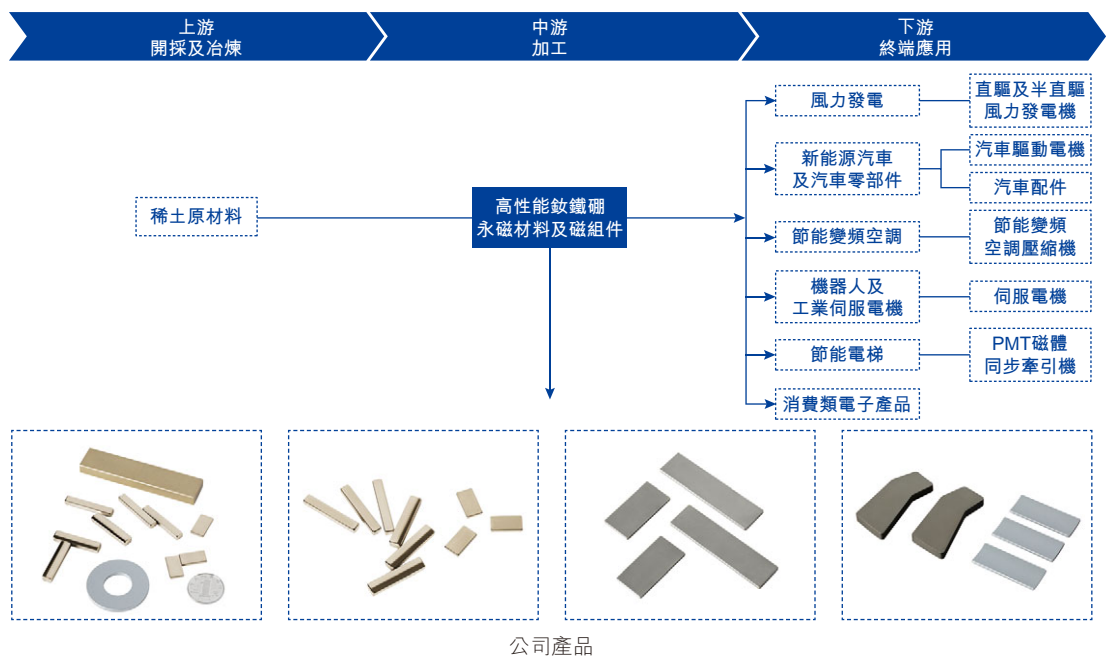 上游
開採及冶煉
中游
加工
下游
終端應用
稀土原材料
高性能釹鐵硼
永磁材料及磁組件
風力發電
直驅及半直驅
風力發電機
新能源汽車
及汽車零部件
汽車驅動電機
汽車配件
節能變頻空調
節能變頻
空調壓縮機
機器人及
工業伺服電機
伺服電機
節能電梯
PMT磁體
同步牽引機
消費類電子產品
公司產品